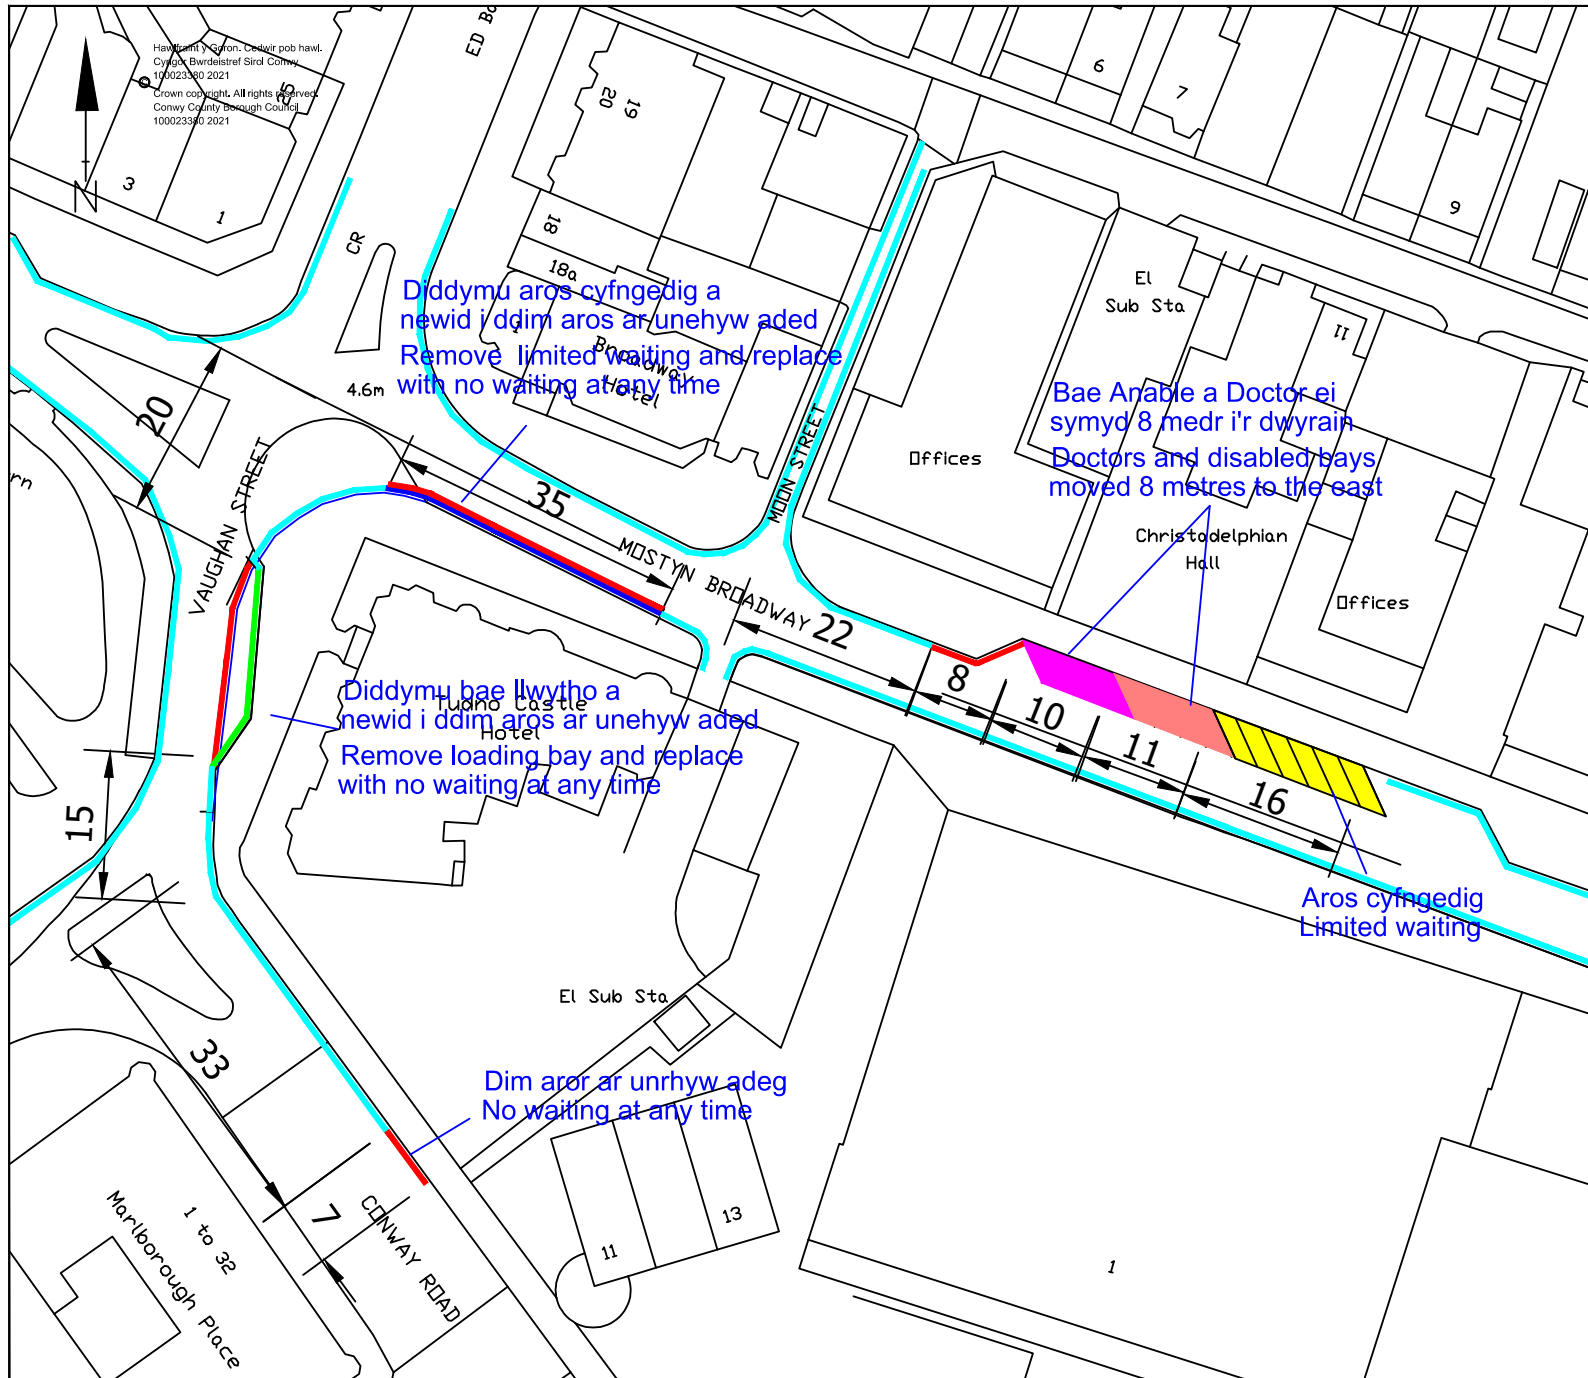 Hawlfraint y Goron. Cedwir pob hawl.
Cyngor Bwrdeistref Sirol Conwy
100023380 2021
©
Crown copyright. All rights reserved.
Conwy County Borough Council
100023380 2021
N
25
3
1
CR
20
19
18
18a
6
7
9
El
Sub Sta
11
Diddymu aros cyfngedig a
newid i ddim aros ar unehyw aded
Remove limited waiting and replace
with no waiting at any time
Broadway
Hotel
4.6m
20
VAUGHAN STREET
35
MOSTYN BROADWAY
MOON STREET
Offices
Bae Anable a Doctor ei
symyd 8 medr i'r dwyrain
Doctors and disabled bays
moved 8 metres to the east
Christadelphian
Hall
Offices
22
8
10
11
16
Diddymu bae llwytho a
newid i ddim aros ar unehyw aded
Remove loading bay and replace
with no waiting at any time
Tudno Castle
Hotel
15
Aros cyfngedig
Limited waiting
El Sub Sta
33
Dim aror ar unrhyw adeg
No waiting at any time
7
CONWAY ROAD
1 to 32
Marlborough Place
11
13
1